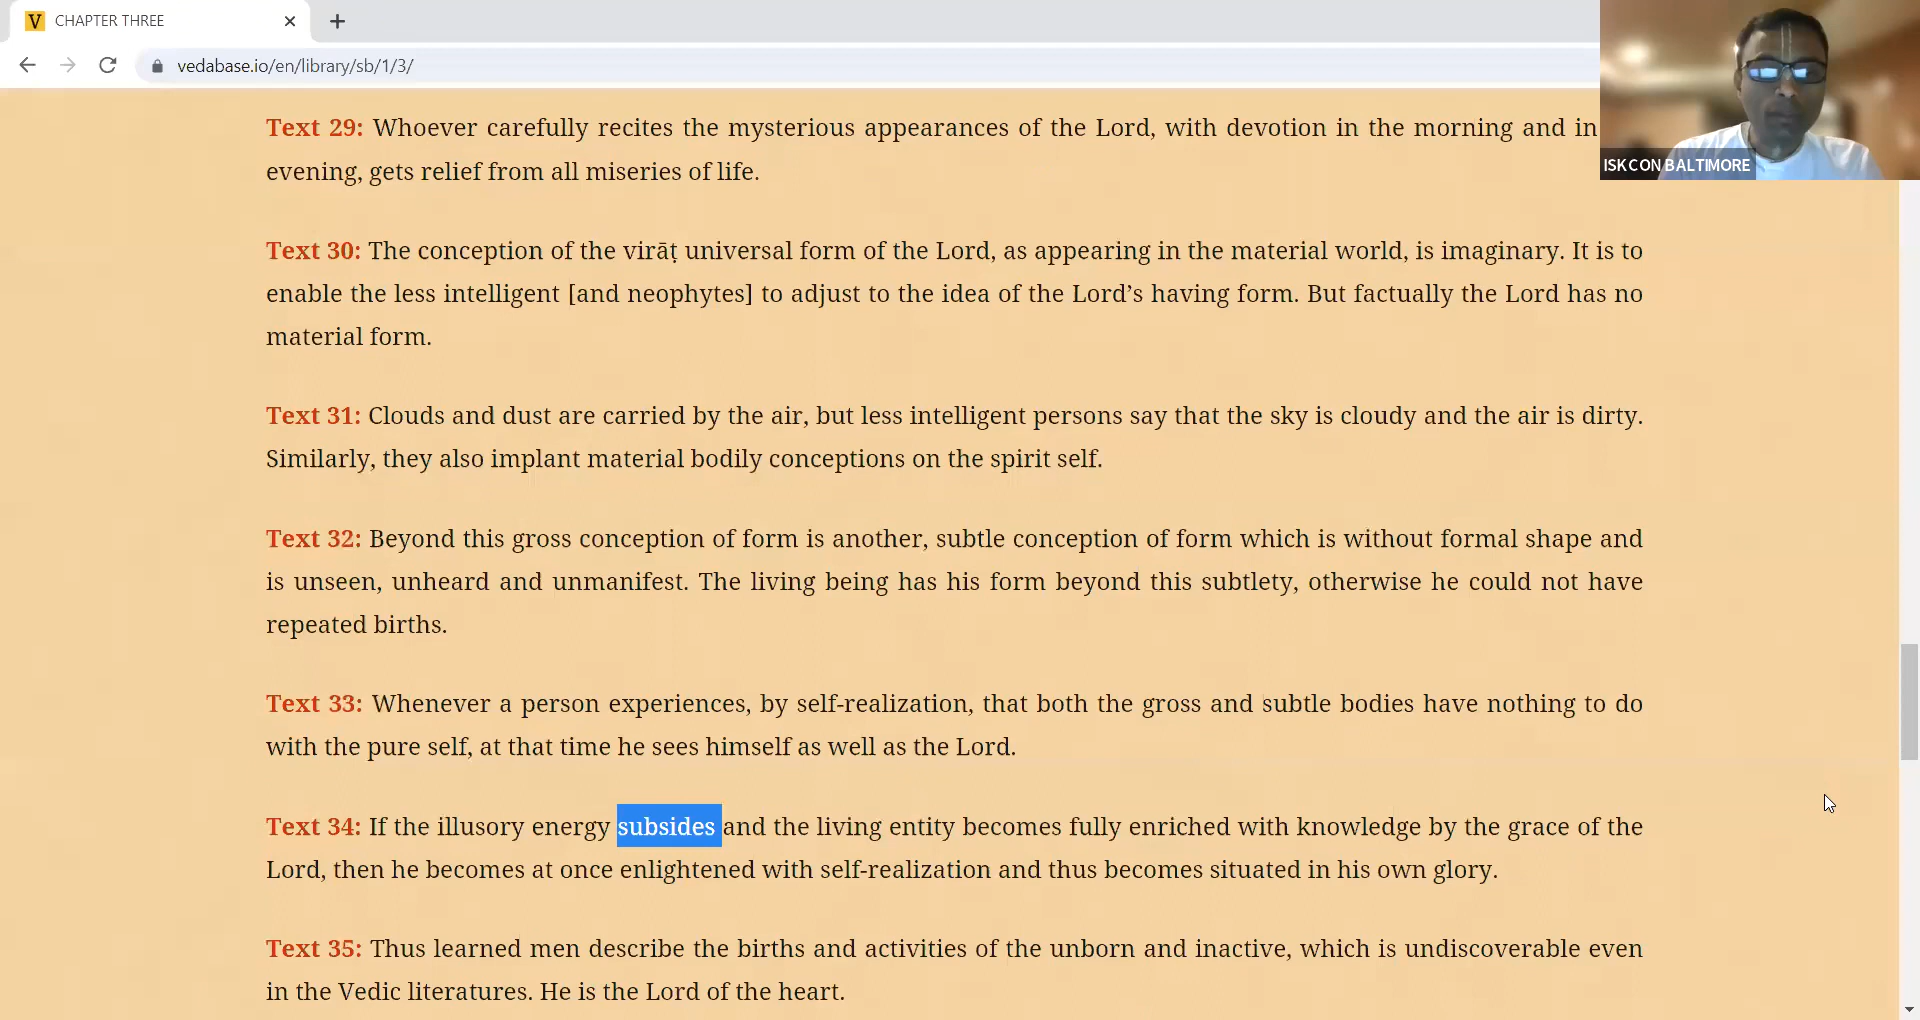 CHAPTER THREE
vedabase.io/en/library/sb/1/3/
ISKCON BALTIMORE
Text 29: Whoever carefully recites the mysterious appearances of the Lord, with devotion in the morning and in
evening, gets relief from all miseries of life.
Text 30: The conception of the virāṭ universal form of the Lord, as appearing in the material world, is imaginary. It is to
enable the less intelligent [and neophytes] to adjust to the idea of the Lord’s having form. But factually the Lord has no
material form.
Text 31: Clouds and dust are carried by the air, but less intelligent persons say that the sky is cloudy and the air is dirty.
Similarly, they also implant material bodily conceptions on the spirit self.
Text 32: Beyond this gross conception of form is another, subtle conception of form which is without formal shape and
is unseen, unheard and unmanifest. The living being has his form beyond this subtlety, otherwise he could not have
repeated births.
Text 33: Whenever a person experiences, by self-realization, that both the gross and subtle bodies have nothing to do
with the pure self, at that time he sees himself as well as the Lord.
Text 34: If the illusory energy subsides and the living entity becomes fully enriched with knowledge by the grace of the
Lord, then he becomes at once enlightened with self-realization and thus becomes situated in his own glory.
Text 35: Thus learned men describe the births and activities of the unborn and inactive, which is undiscoverable even
in the Vedic literatures. He is the Lord of the heart.